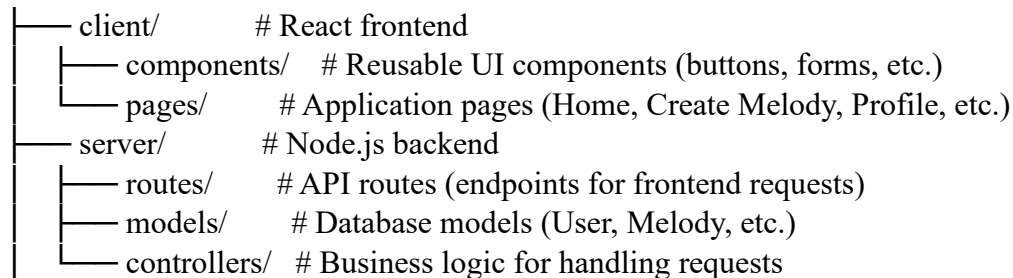 ├── client/ # React frontend
│ ├── components/ # Reusable UI components (buttons, forms, etc.)
│ └── pages/ # Application pages (Home, Create Melody, Profile, etc.)
├── server/ # Node.js backend
│ ├── routes/ # API routes (endpoints for frontend requests)
│ ├── models/ # Database models (User, Melody, etc.)
│ └── controllers/ # Business logic for handling requests